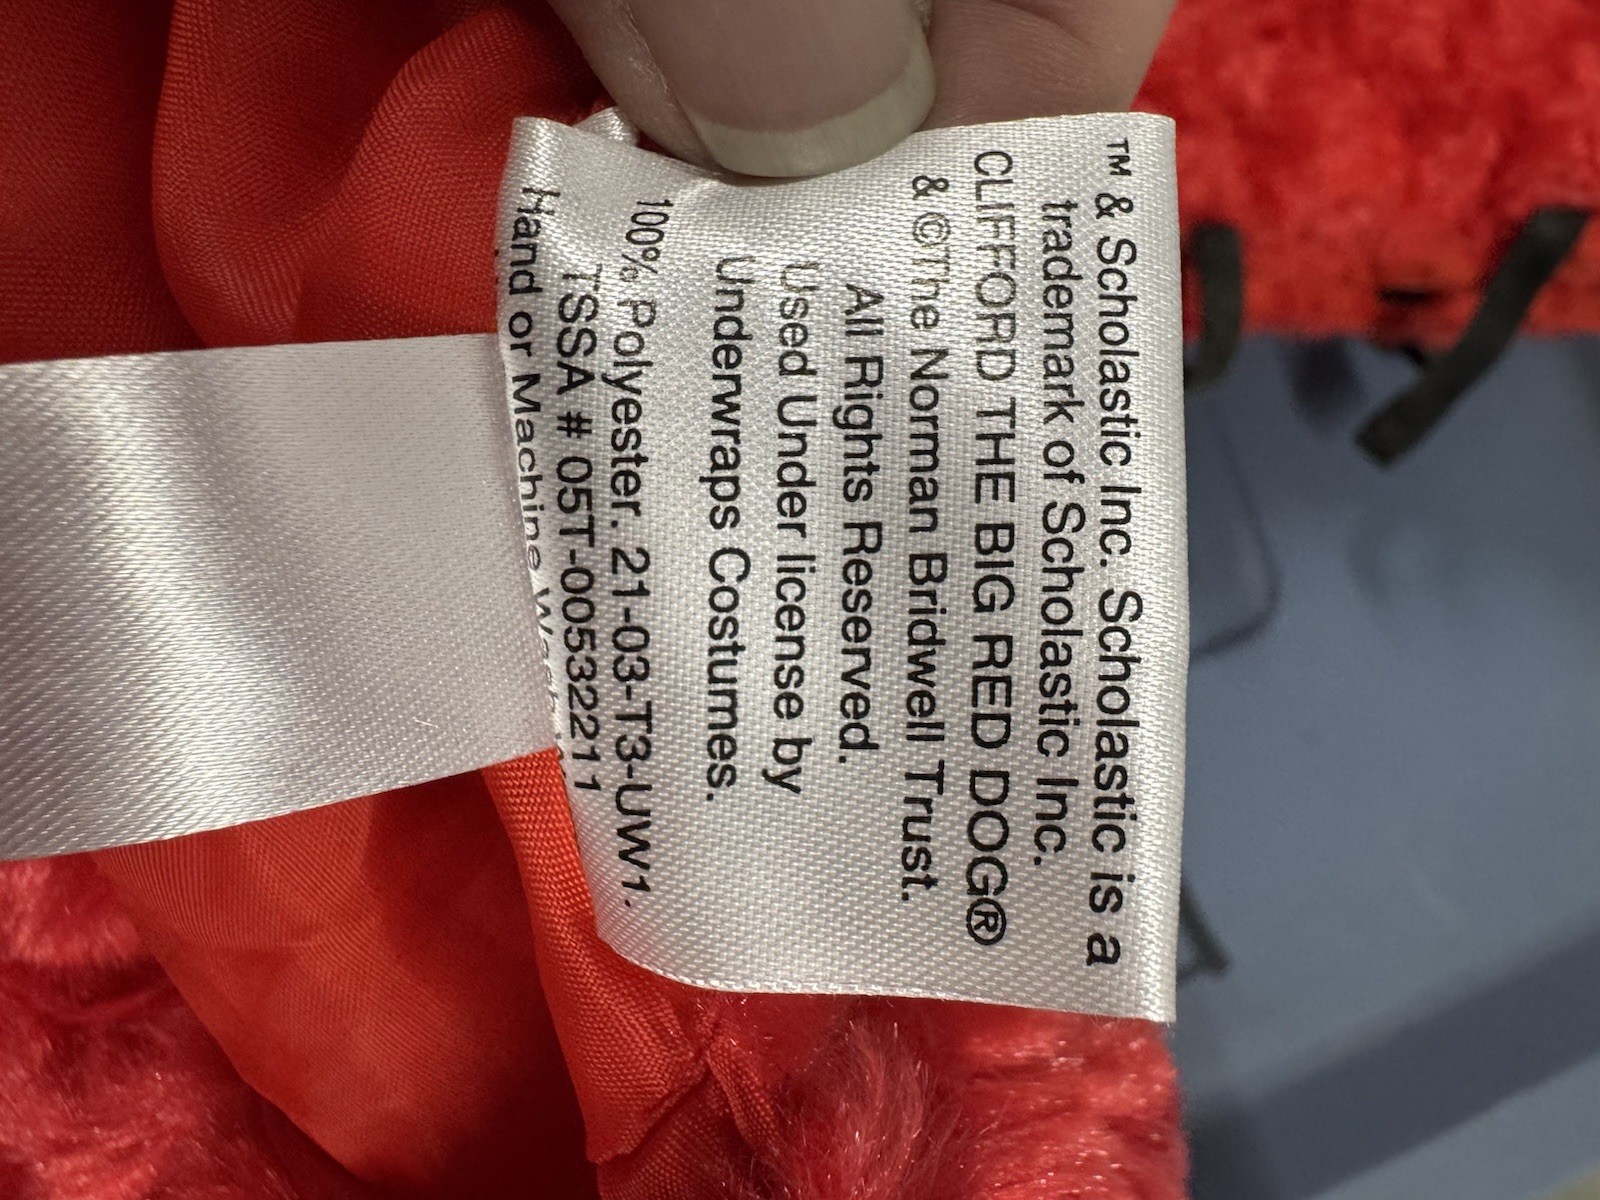 ™ & Scholastic Inc. Scholastic is a
trademark of Scholastic Inc.
CLIFFORD THE BIG RED DOG®
& ©The Norman Bridwell Trust.
All Rights Reserved.
Used Under license by
Underwraps Costumes.
100% Polyester. 21-03-T3-UW1.
TSSA # 05T-00532211
Hand or Machine